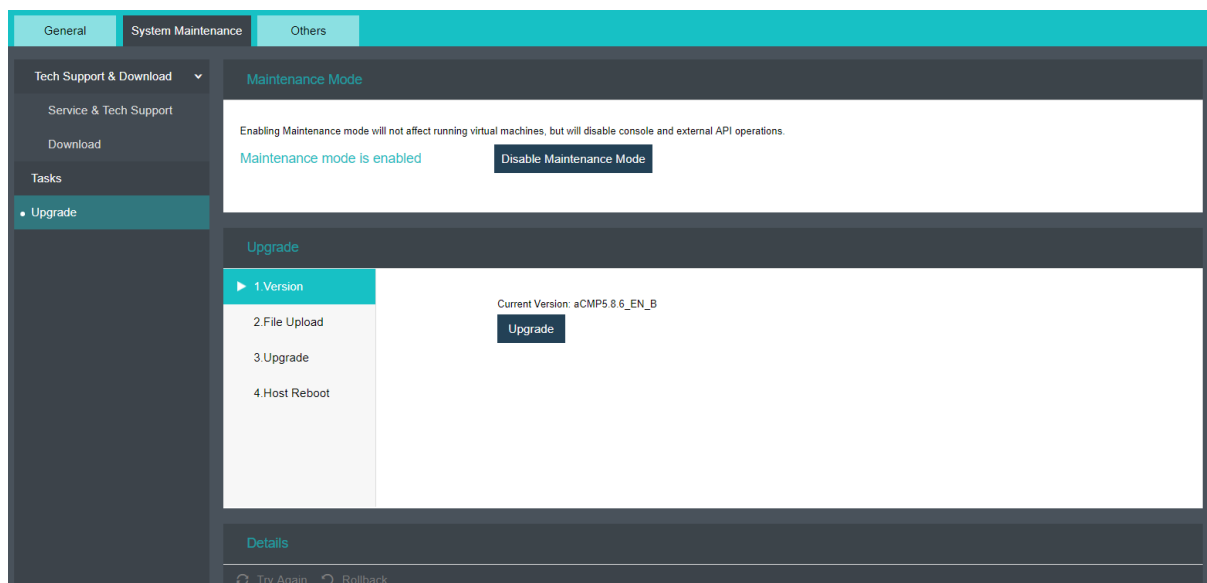 General System Maintenance Others
Tech Support & Download
Service & Tech Support
Download
Tasks
Upgrade
Maintenance Mode
Enabling Maintenance mode will not affect running virtual machines, but will disable console and external API operations.
Maintenance mode is enabled Disable Maintenance Mode
Upgrade
1.Version
2.File Upload
3.Upgrade
4.Host Reboot
Current Version: aCMP5.8.6_EN_B
Upgrade
Details
Try Again Rollback